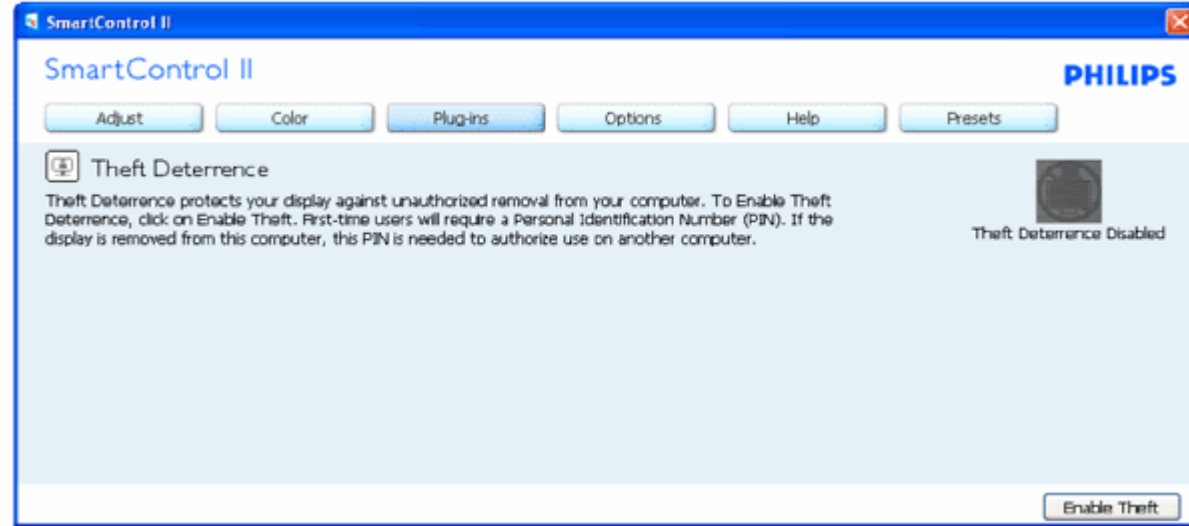 SmartControl II
SmartControl II
PHILIPS
Adjust
Color
Plug-ins
Options
Help
Presets
Theft Deterrence
Theft Deterrence protects your display against unauthorized removal from your computer. To Enable Theft
Deterrence, click on Enable Theft. First-time users will require a Personal Identification Number (PIN). If the
display is removed from this computer, this PIN is needed to authorize use on another computer.
Theft Deterrence Disabled
Enable Theft